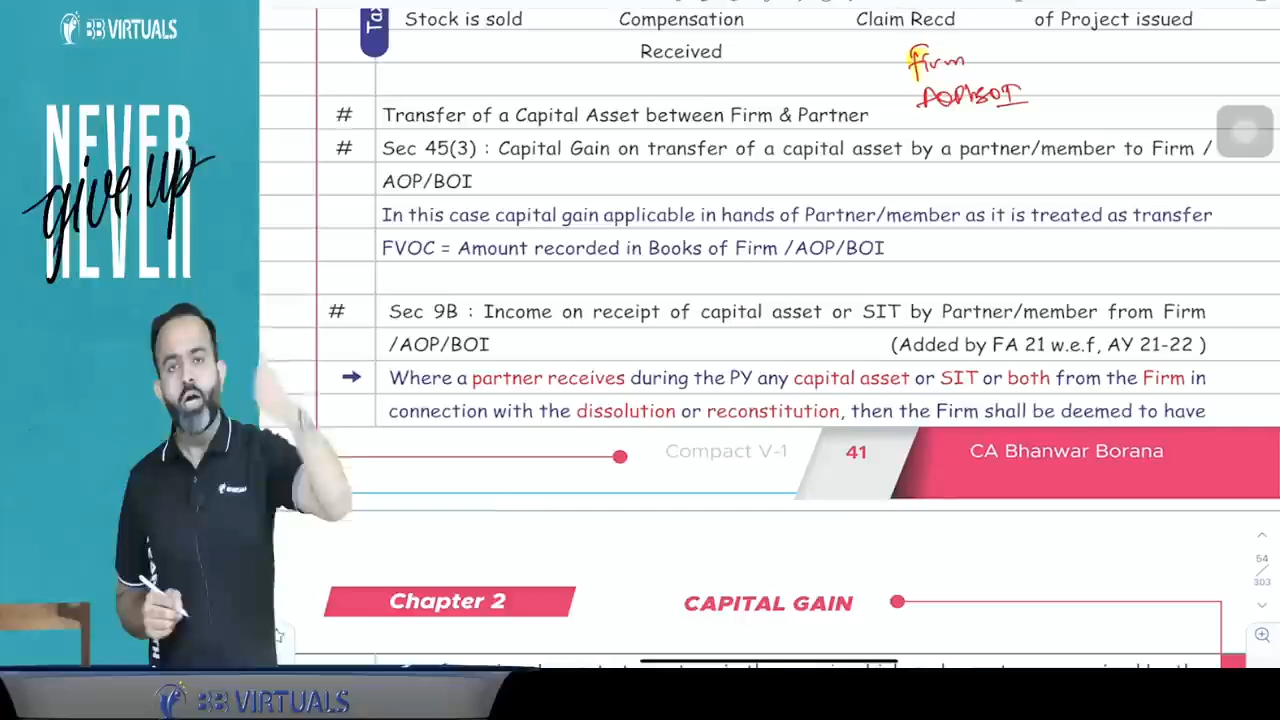 BB VIRTUALS
NEVER
give up
NEVER
Tax
Stock is sold Compensation Claim Recd of Project issued
Received
Firm
AOP/BOI
# Transfer of a Capital Asset between Firm & Partner
# Sec 45(3) : Capital Gain on transfer of a capital asset by a partner/member to Firm /
AOP/BOI
In this case capital gain applicable in hands of Partner/member as it is treated as transfer
FVOC = Amount recorded in Books of Firm /AOP/BOI
# Sec 9B : Income on receipt of capital asset or SIT by Partner/member from Firm
/AOP/BOI (Added by FA 21 w.e.f, AY 21-22 )
→ Where a partner receives during the PY any capital asset or SIT or both from the Firm in
connection with the dissolution or reconstitution, then the Firm shall be deemed to have
Compact V-1 41 CA Bhanwar Borana
54
/
303
Chapter 2 CAPITAL GAIN
BB VIRTUALS